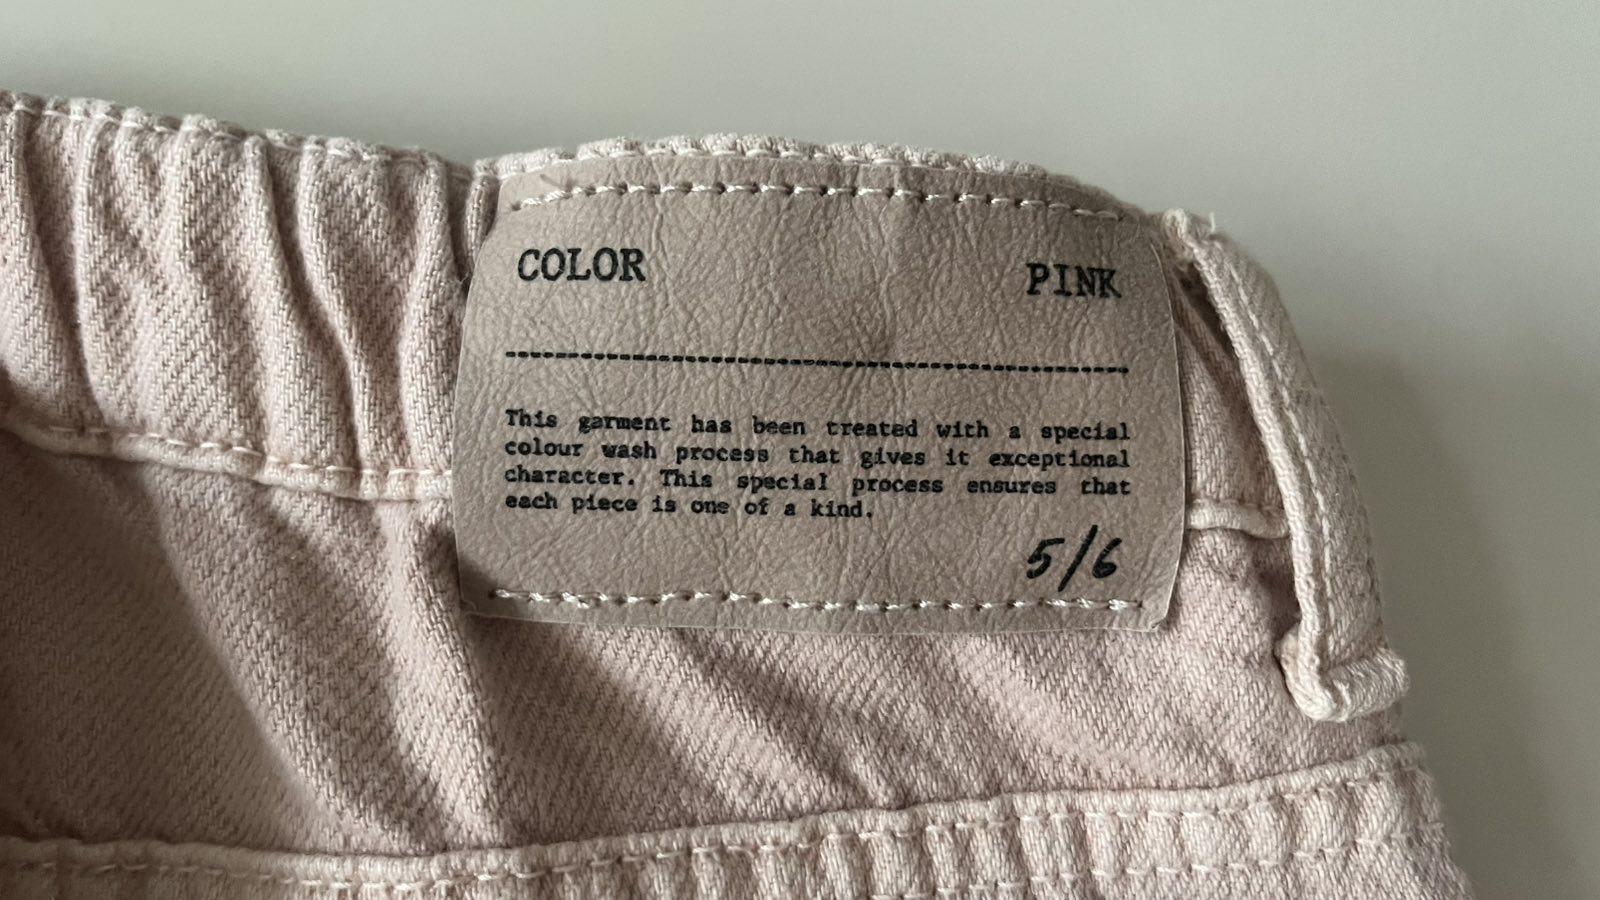 COLOR PINK
This garment has been treated with a special
colour wash process that gives it exceptional
character. This special process ensures that
each piece is one of a kind.
5/6